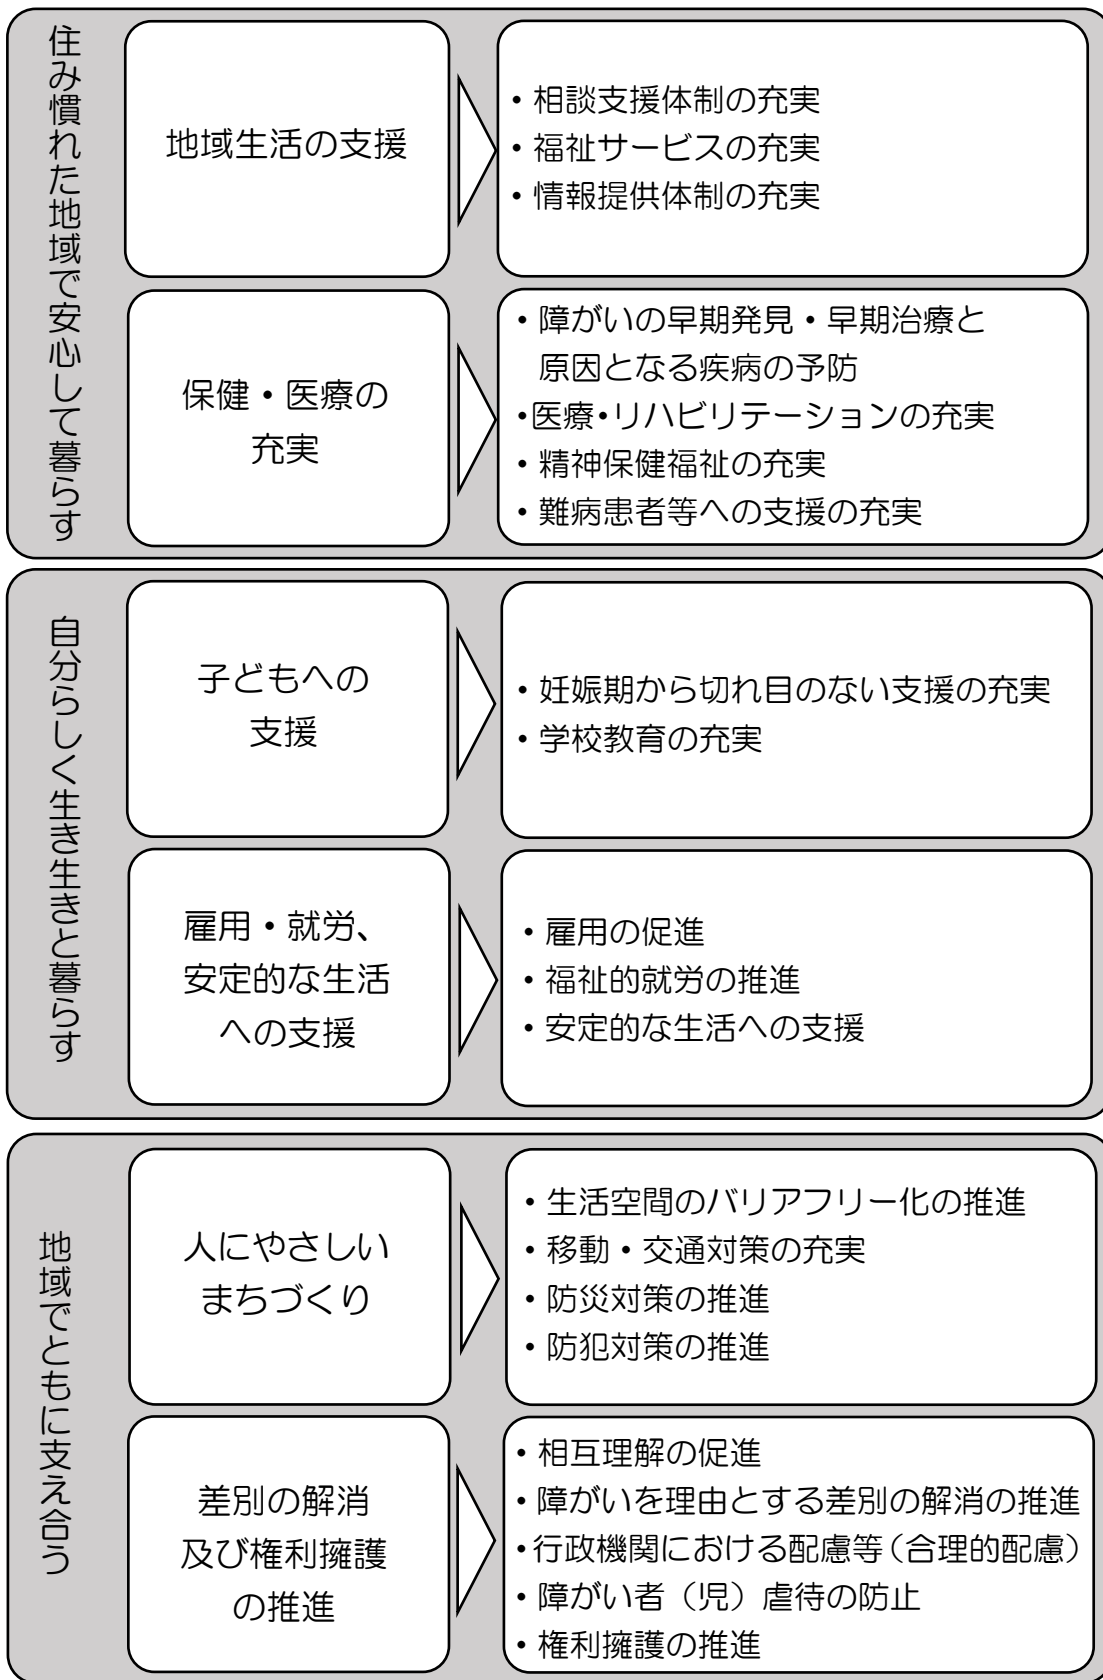 住み慣れた地域で安心して暮らす
地域生活の支援
・相談支援体制の充実
・福祉サービスの充実
・情報提供体制の充実
保健・医療の
充実
・障がいの早期発見・早期治療と
原因となる疾病の予防
・医療・リハビリテーションの充実
・精神保健福祉の充実
・難病患者等への支援の充実
自分らしく生き生きと暮らす
子どもへの
支援
・妊娠期から切れ目のない支援の充実
・学校教育の充実
雇用・就労、
安定的な生活
への支援
・雇用の促進
・福祉的就労の推進
・安定的な生活への支援
地域でともに支え合う
人にやさしい
まちづくり
・生活空間のバリアフリー化の推進
・移動・交通対策の充実
・防災対策の推進
・防犯対策の推進
差別の解消
及び権利擁護
の推進
・相互理解の促進
・障がいを理由とする差別の解消の推進
・行政機関における配慮等(合理的配慮)
・障がい者（児）虐待の防止
・権利擁護の推進